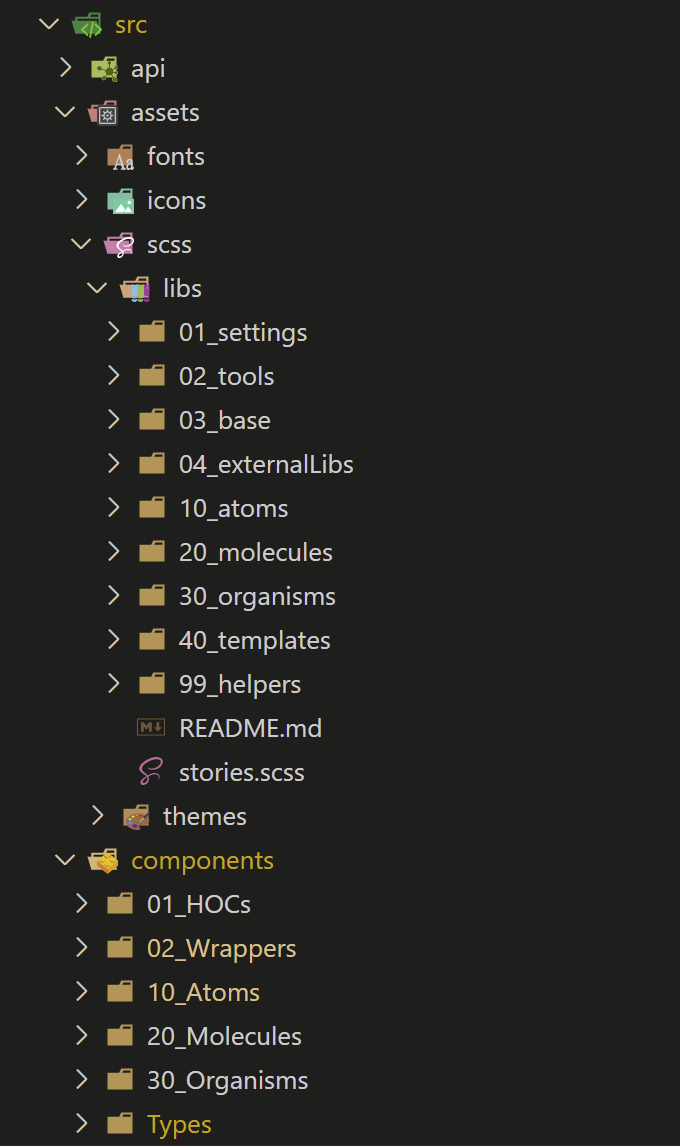 src
api
assets
fonts
icons
scss
libs
01_settings
02_tools
03_base
04_externalLibs
10_atoms
20_molecules
30_organisms
40_templates
99_helpers
README.md
stories.scss
themes
components
01_HOCs
02_Wrappers
10_Atoms
20_Molecules
30_Organisms
Types